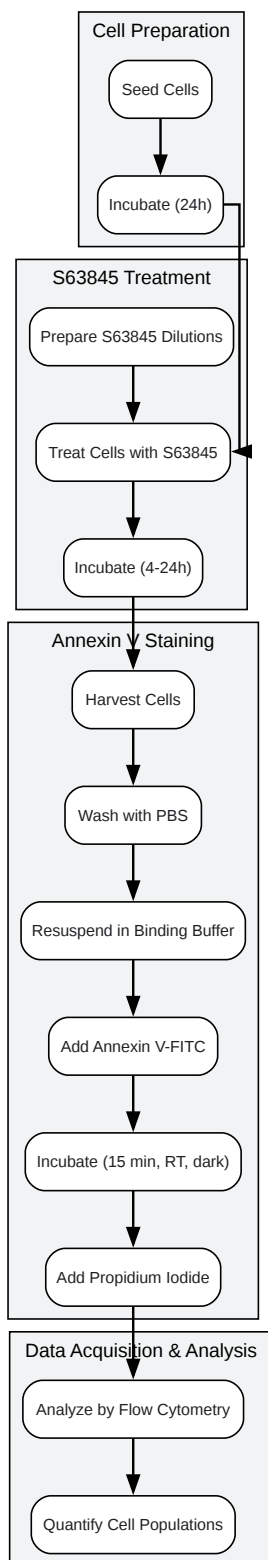 Cell Preparation
Seed Cells
Incubate (24h)
S63845 Treatment
Prepare S63845 Dilutions
Treat Cells with S63845
Incubate (4-24h)
Annexin V Staining
Harvest Cells
Wash with PBS
Resuspend in Binding Buffer
Add Annexin V-FITC
Incubate (15 min, RT, dark)
Add Propidium Iodide
Data Acquisition & Analysis
Analyze by Flow Cytometry
Quantify Cell Populations